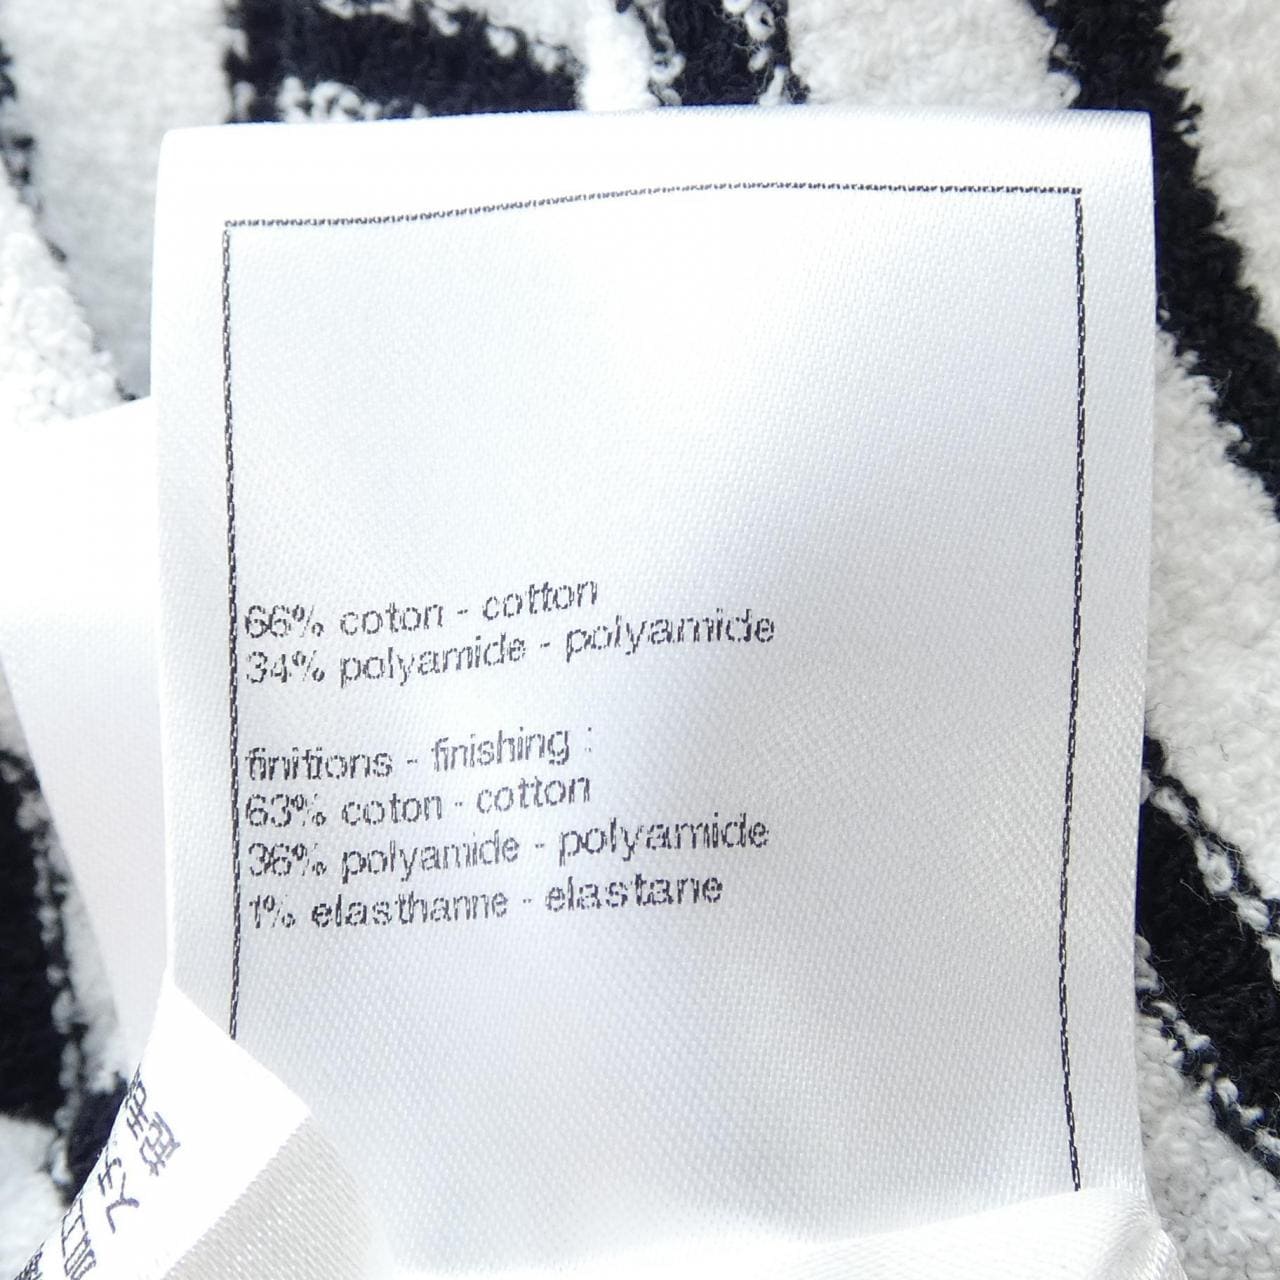 66% coton - cotton
34% polyamide - polyamide
finitions - finishing :
63% coton - cotton
36% polyamide - polyamide
1% elasthanne - elastane